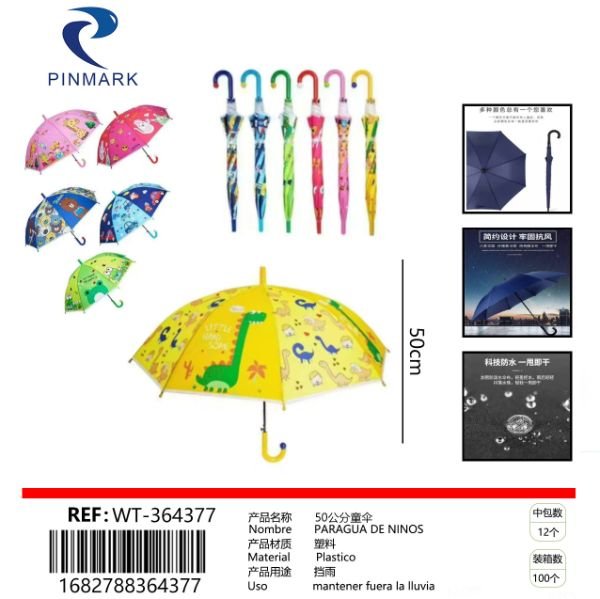 PINMARK
多种颜色总有一个您喜欢
50cm
简约设计 牢固抗风
科技防水 一甩即干
LITTLE
REF: WT-364377
1682788364377
产品名称 50公分童伞
Nombre PARAGUA DE NINOS
产品材质 塑料
Material Plastico
产品用途 挡雨
Uso mantener fuera la lluvia
中包数
12个
装箱数
100个